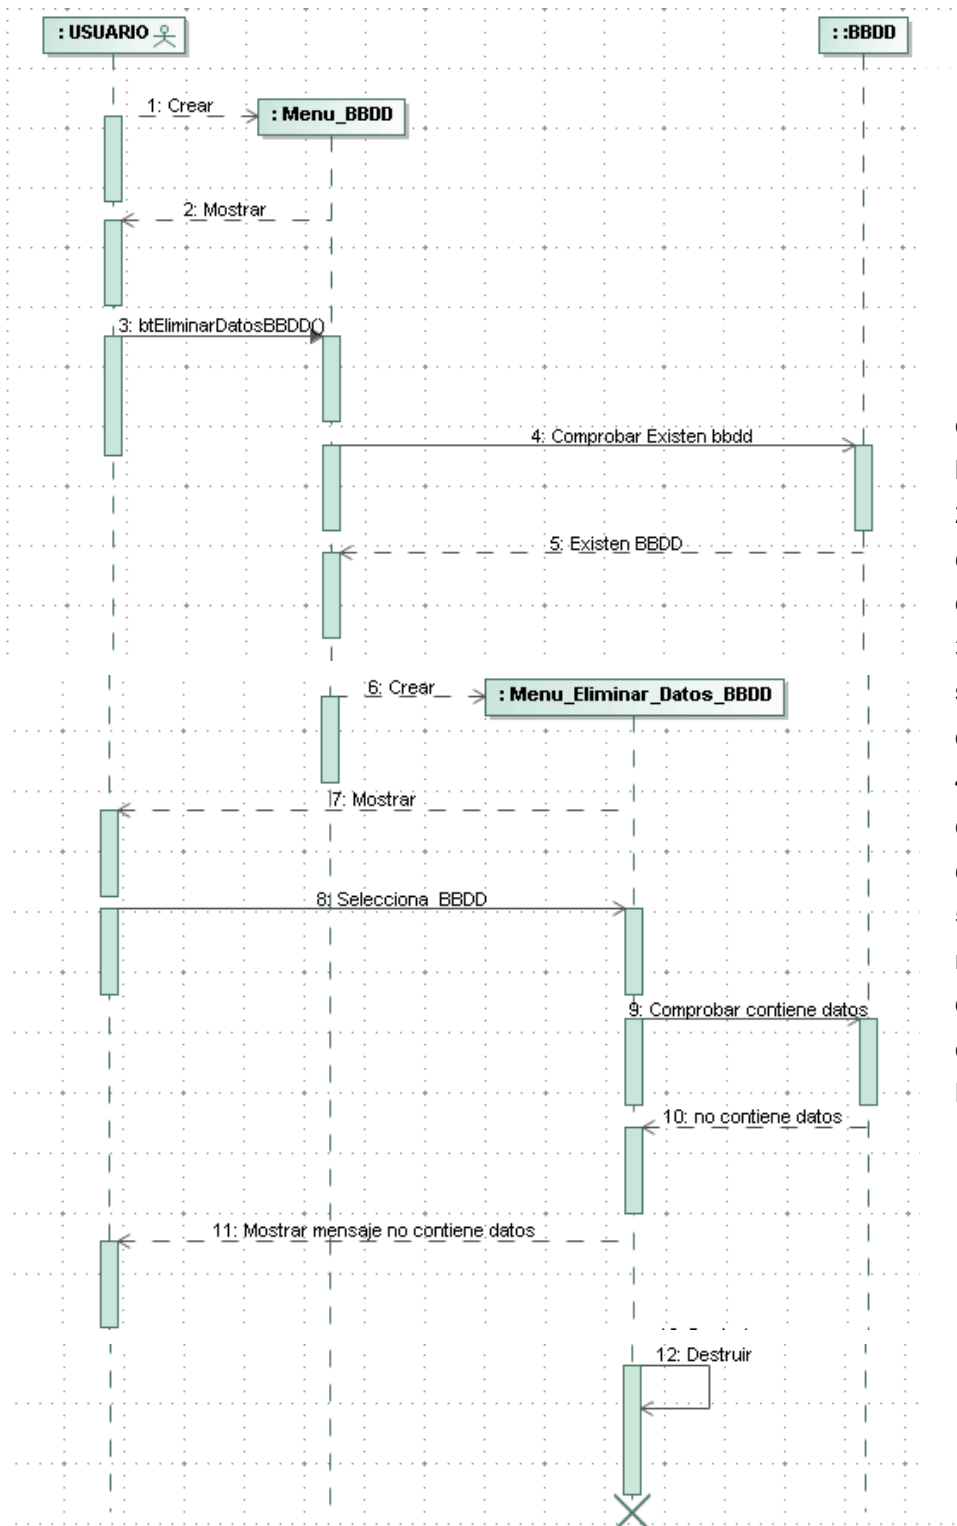 : USUARIO
: :BBDD
1: Crear
: Menu_BBDD
2: Mostrar
3: btEliminarDatosBBDD()
4: Comprobar Existen bbdd
5: Existen BBDD
6: Crear
: Menu_Eliminar_Datos_BBDD
7: Mostrar
8: Selecciona BBDD
9: Comprobar contiene datos
10: no contiene datos
11: Mostrar mensaje no contiene datos
12: Destruir